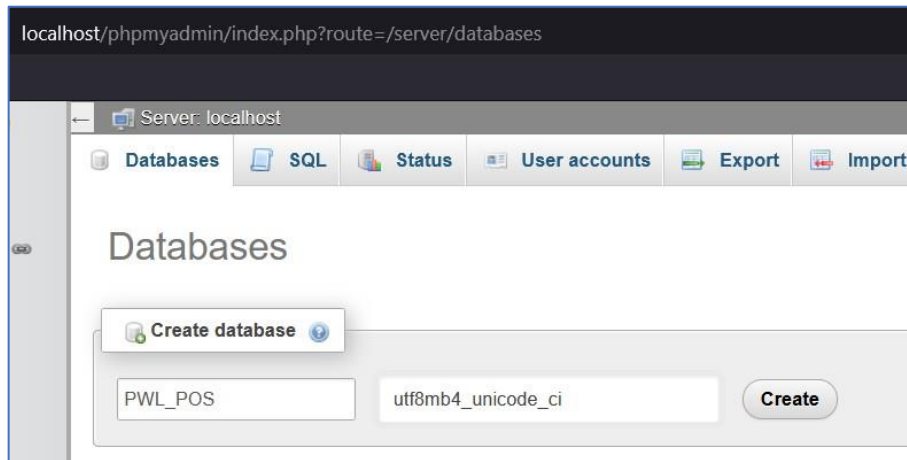 localhost/phpmyadmin/index.php?route=/server/databases
← Server: localhost
Databases SQL Status User accounts Export Import
Databases
Create database
PWL_POS utf8mb4_unicode_ci Create